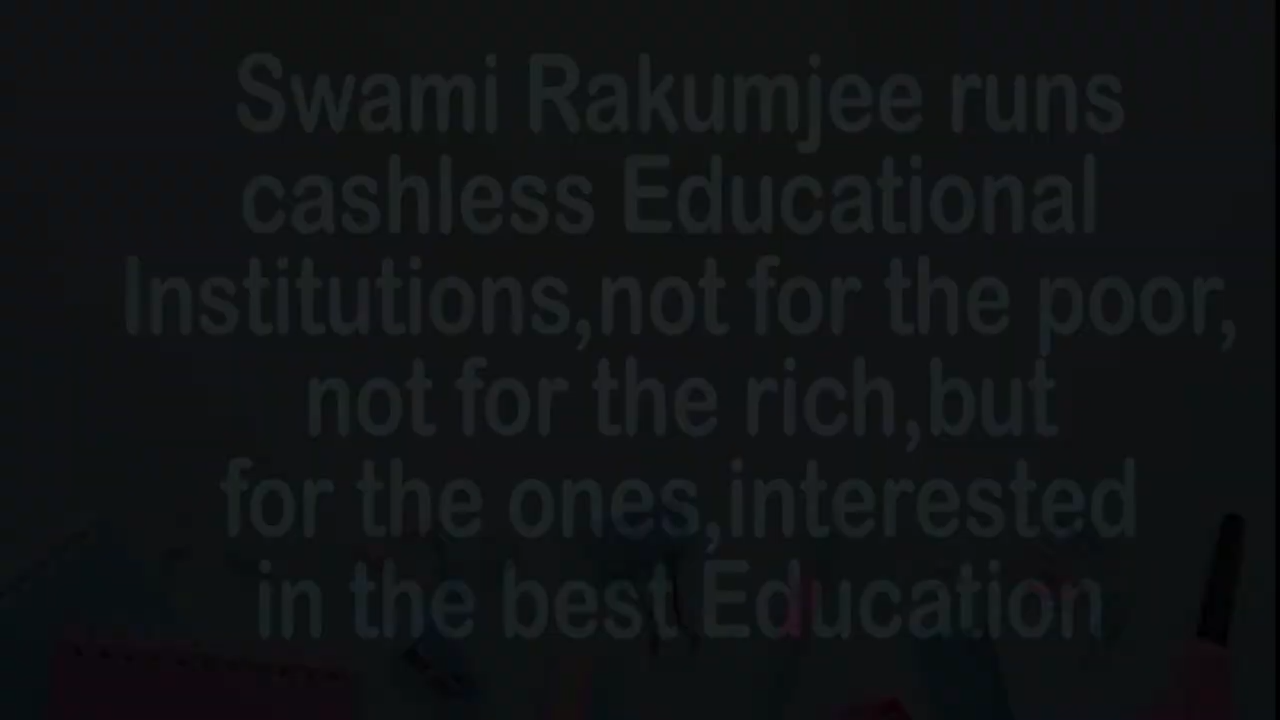 Swami Rakumjee runs
cashless Educational
Institutions,not for the poor,
not for the rich,but
for the ones,interested
in the best Education